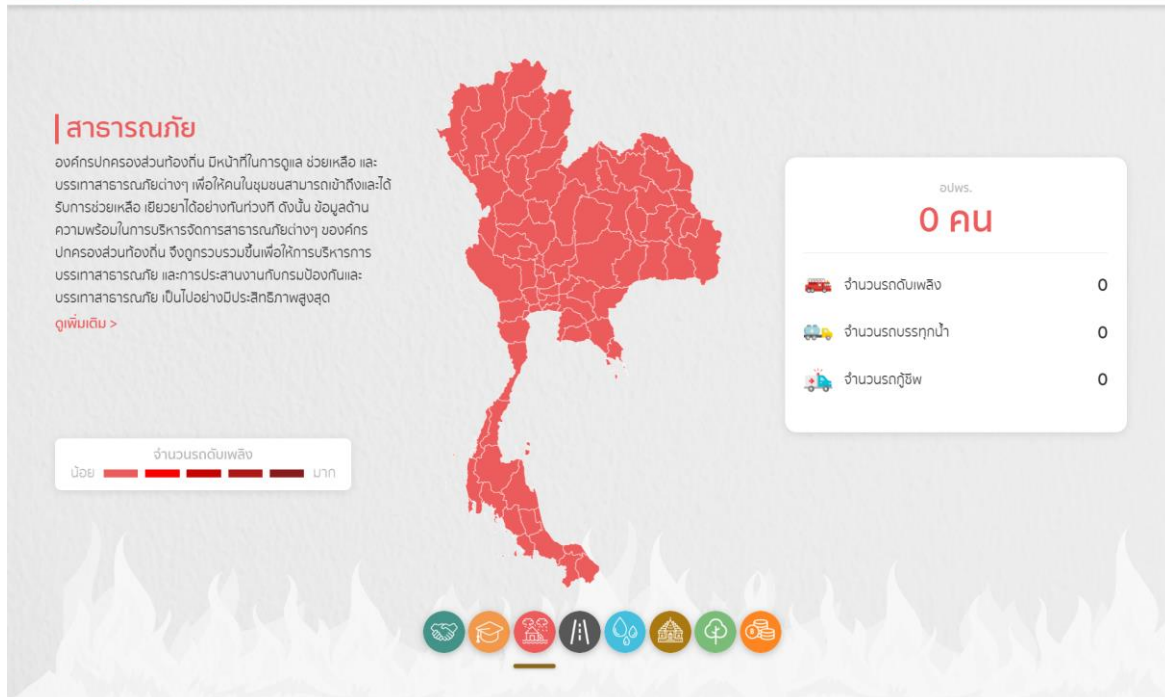 สาธารณภัย
องค์กรปกครองส่วนท้องถิ่น มีหน้าที่ในการดูแล ช่วยเหลือ และ
บรรเทาสาธารณภัยต่างๆ เพื่อให้คนในชุมชนสามารถเข้าถึงและได้
รับการช่วยเหลือ เยียวยาได้อย่างทันท่วงที ดังนั้น ข้อมูลด้าน
ความพร้อมในการบริหารจัดการสาธารณภัยต่างๆ ขององค์กร
ปกครองส่วนท้องถิ่น จึงถูกรวบรวมขึ้นเพื่อให้การบริหารการ
บรรเทาสาธารณภัย และการประสานงานกับกรมป้องกันและ
บรรเทาสาธารณภัย เป็นไปอย่างมีประสิทธิภาพสูงสุด
ดูเพิ่มเติม >
จำนวนรถดับเพลิง
น้อย มาก
อปพร.
0 คน
จำนวนรถดับเพลิง 0
จำนวนรถบรรทุกน้ำ 0
จำนวนรถกู้ชีพ 0